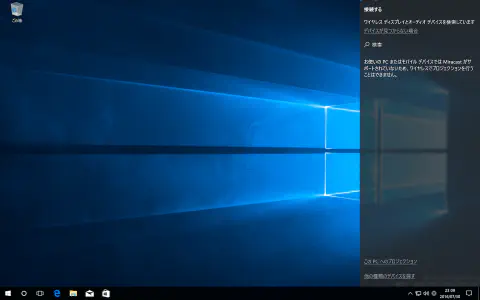 ごみ箱
接続する
ワイヤレス ディスプレイとオーディオ デバイスを検索しています
デバイスが見つからない場合
検索
お使いの PC またはモバイル デバイスでは Miracast がサ
ポートされていないため、ワイヤレスでプロジェクションを行う
ことはできません。
この PC へのプロジェクション
他の種類のデバイスを探す
23:09